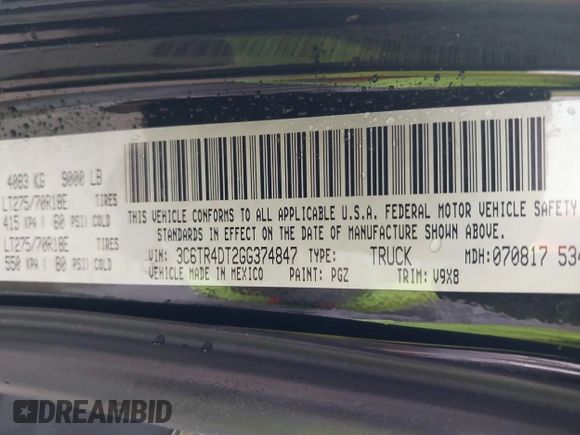 4083 KG 9000 LB
LT275/70R18E TIRES
415 KPA ( 60 PSI) COLD
LT275/70R18E TIRES
550 KPA ( 80 PSI) COLD
THIS VEHICLE CONFORMS TO ALL APPLICABLE U.S.A. FEDERAL MOTOR VEHICLE SAFETY
STANDARDS IN EFFECT ON THE DATE OF MANUFACTURE SHOWN ABOVE.
VIN: 3C6TR4DT2GG374847 TYPE: TRUCK MDH: 070817 534
VEHICLE MADE IN MEXICO PAINT: PGZ TRIM: V9X8
DREAMBID